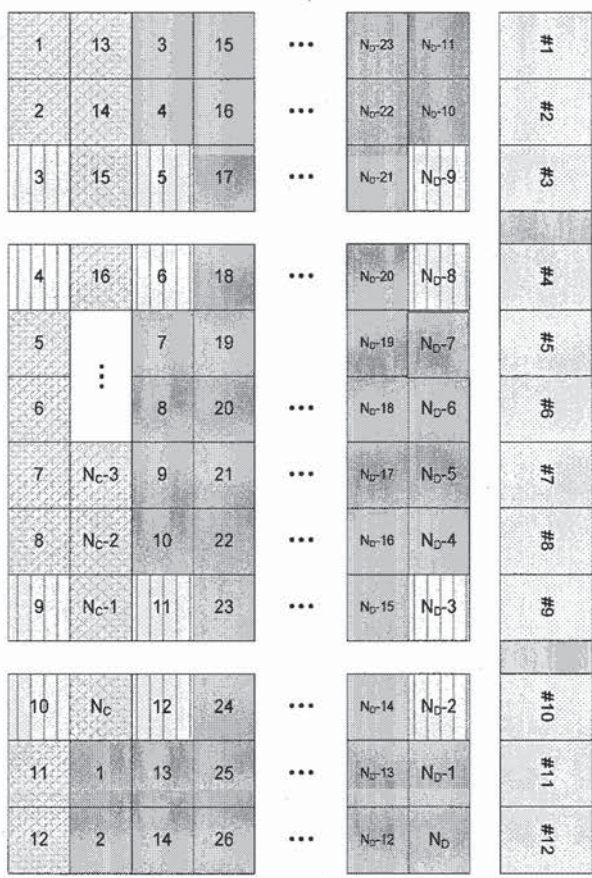 1 13 3 15 ••• N_D-23 N_D-11 #1
2 14 4 16 ••• N_D-22 N_D-10 #2
3 15 5 17 ••• N_D-21 N_D-9 #3
4 16 6 18 ••• N_D-20 N_D-8 #4
5 ••• 7 19 N_D-19 N_D-7 #5
6 8 20 ••• N_D-18 N_D-6 #6
7 N_C-3 9 21 ••• N_D-17 N_D-5 #7
8 N_C-2 10 22 ••• N_D-16 N_D-4 #8
9 N_C-1 11 23 ••• N_D-15 N_D-3 #9
10 N_C 12 24 ••• N_D-14 N_D-2 #10
11 1 13 25 ••• N_D-13 N_D-1 #11
12 2 14 26 ••• N_D-12 N_D #12